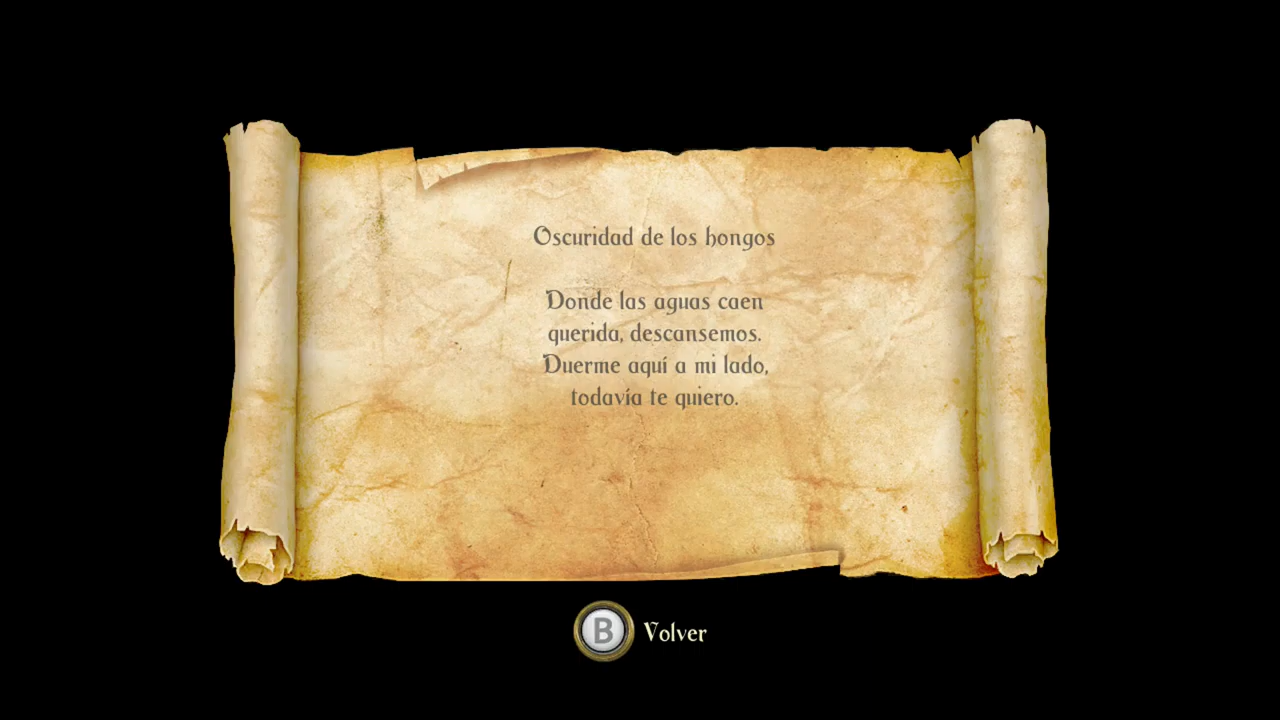 Oscuridad de los hongos
Donde las aguas caen
querida, descansemos.
Duerme aquí a mi lado,
todavía te quiero.
B Volver